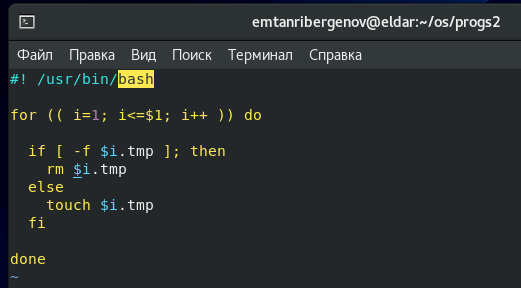 emtanribergenov@eldar:~/os/progs2
Файл Правка Вид Поиск Терминал Справка
#! /usr/bin/bash
for (( i=1; i<=$1; i++ )) do
if [ -f $i.tmp ]; then
rm $i.tmp
else
touch $i.tmp
fi
done
~